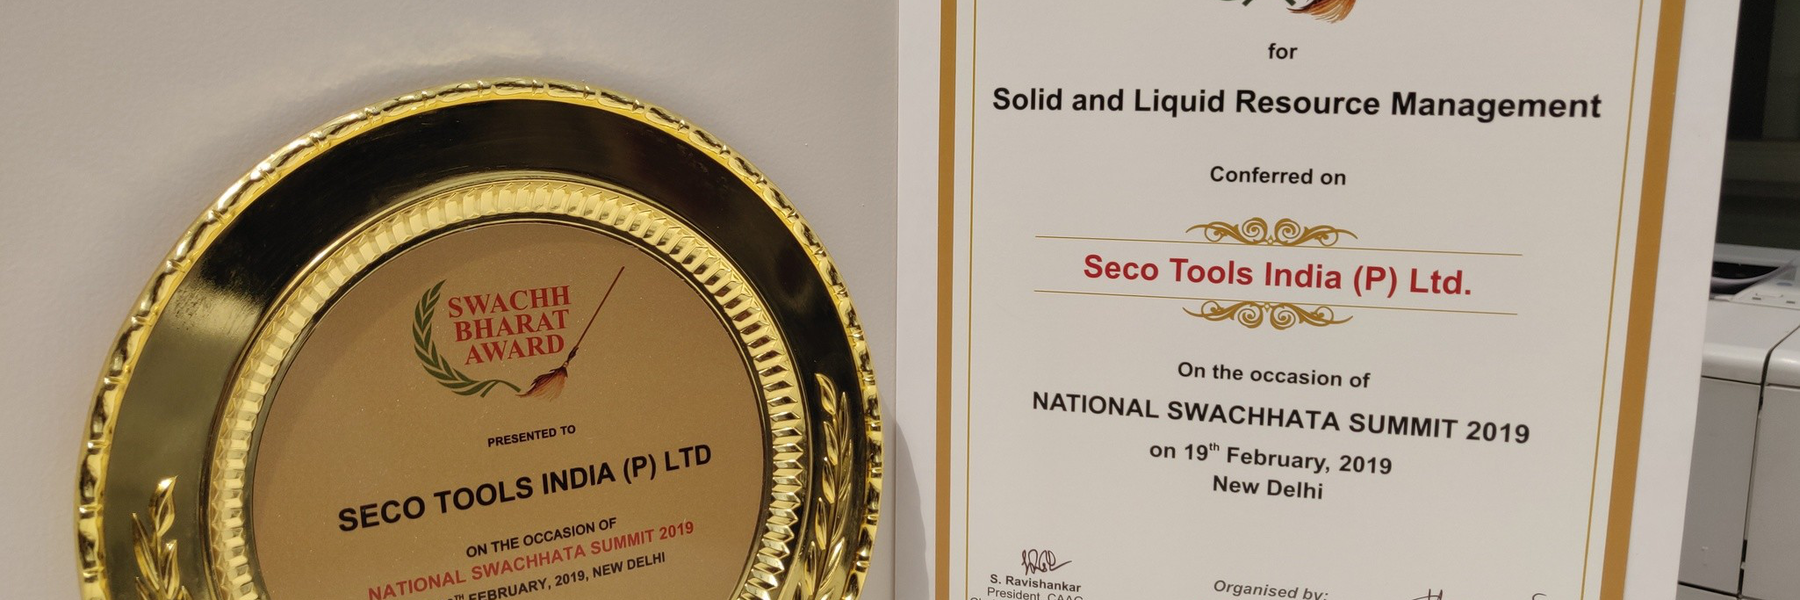 SWACHH
BHARAT
AWARD
PRESENTED TO
SECO TOOLS INDIA (P) LTD
ON THE OCCASION OF
NATIONAL SWACHHATA SUMMIT 2019
FEBRUARY, 2019, NEW DELHI
for
Solid and Liquid Resource Management
Conferred on
Seco Tools India (P) Ltd.
On the occasion of
NATIONAL SWACHHATA SUMMIT 2019
on 19th February, 2019
New Delhi
S. Ravishankar
President, CAAC
Organised by: